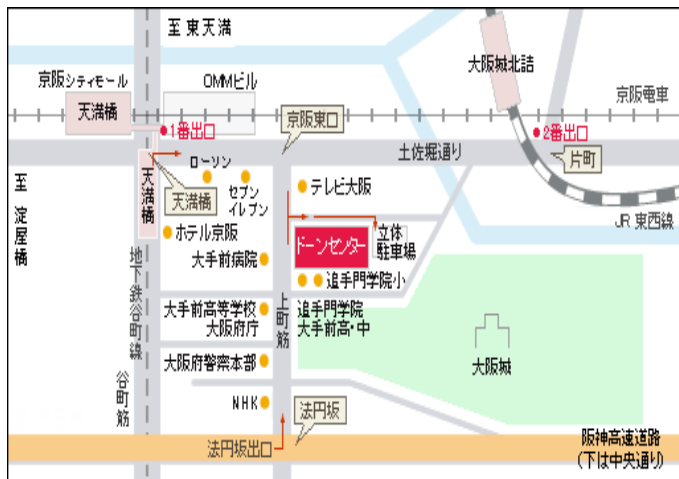 至 東天満
大阪城北詰
京阪シティモール
OMMビル
京阪電車
天満橋
京阪東口
1番出口
2番出口
土佐堀通り
片町
ローソン
至 淀屋橋
天満橋
天満橋
セブン
イレブン
テレビ大阪
JR 東西線
ホテル京阪
ドーンセンター
立体
駐車場
大手前病院
地下鉄谷町線
追手門学院小
大手前高等学校
大阪府庁
上町筋
追手門学院
大手前高・中
大阪府警察本部
大阪城
谷町筋
NHK
法円坂
法円坂出口
阪神高速道路
(下は中央通り)